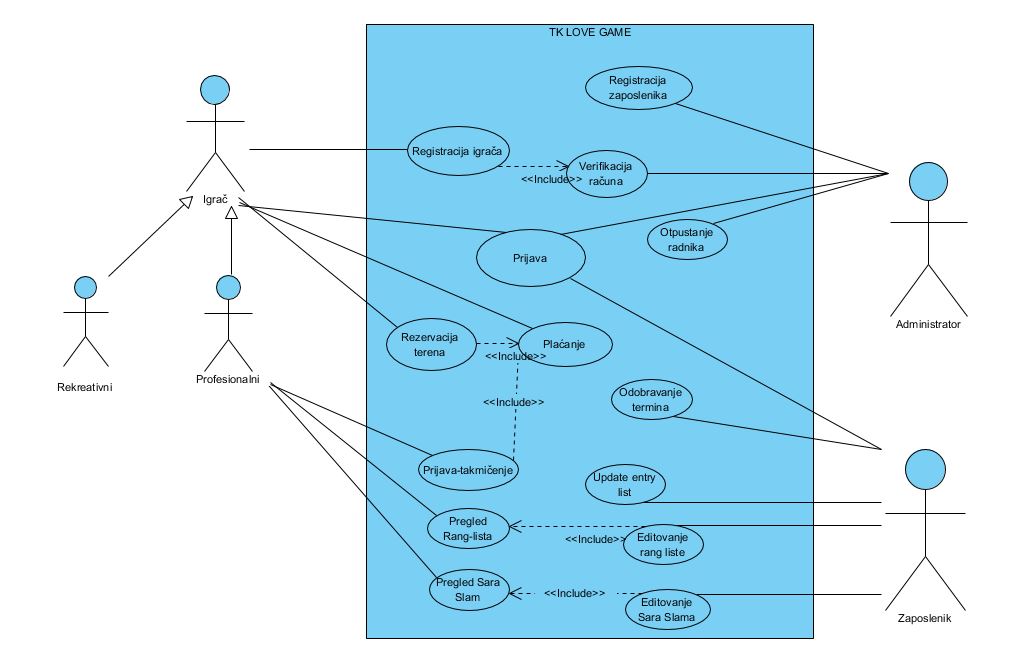 TK LOVE GAME
Registracija
zaposlenika
Registracija igrača
<<Include>>
Verifikacija
računa
Igrač
Otpustanje
radnika
Prijava
Administrator
Rezervacija
terena
<<Include>>
Plaćanje
Rekreativni
Profesionalni
<<Include>>
Odobravanje
termina
Prijava-takmičenje
Update entry
list
Pregled
Rang-lista
<<Include>>
Editovanje
rang liste
Pregled Sara
Slam
<<Include>>
Editovanje
Sara Slama
Zaposlenik